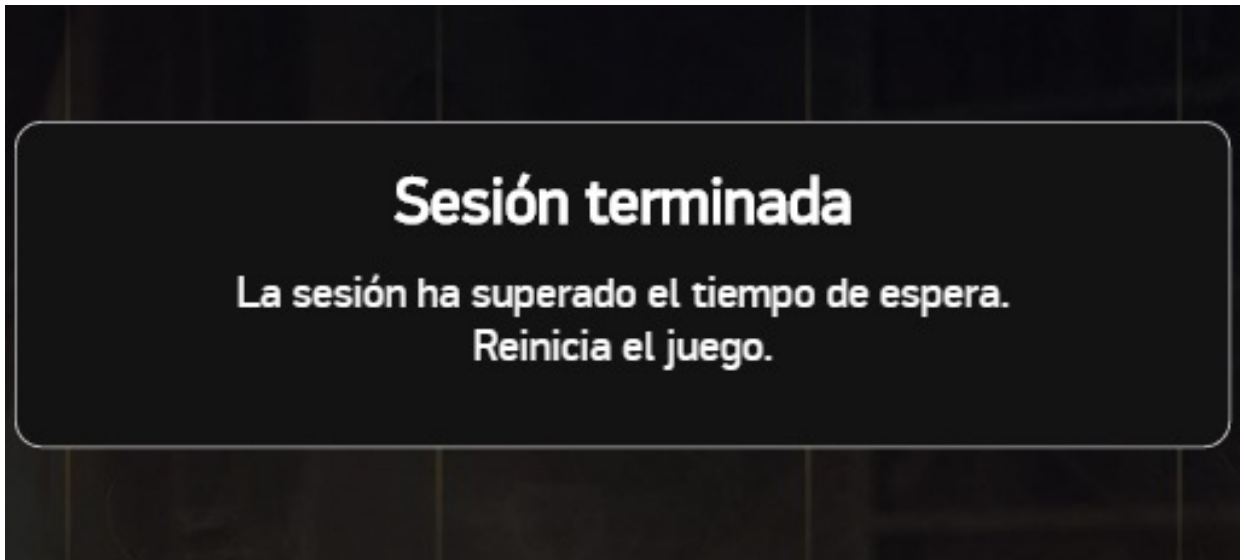 Sesión terminada
La sesión ha superado el tiempo de espera.
Reinicia el juego.